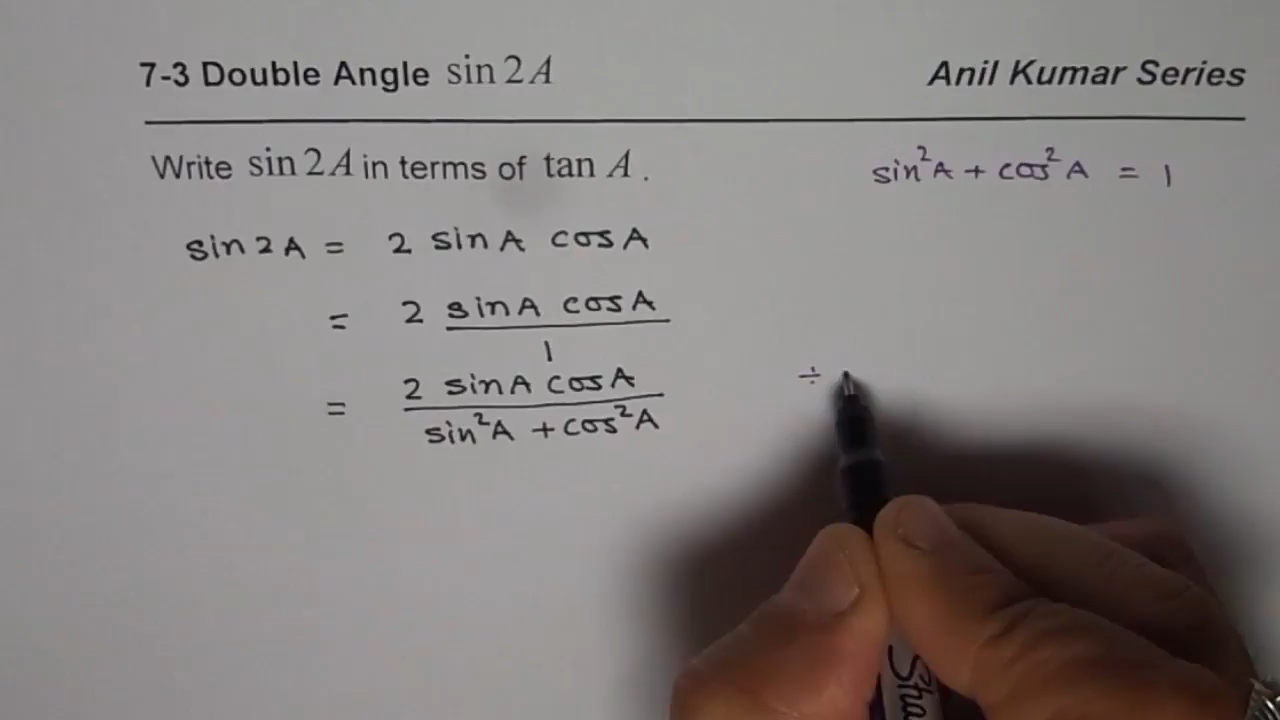 7-3 Double Angle sin 2A Anil Kumar Series
Write sin 2A in terms of tan A. sin²A + cos²A = 1
sin 2A = 2 sinA cosA
= 2 sinA cosA
1
= 2 sinA cosA ÷
sin²A + cos²A
Sha